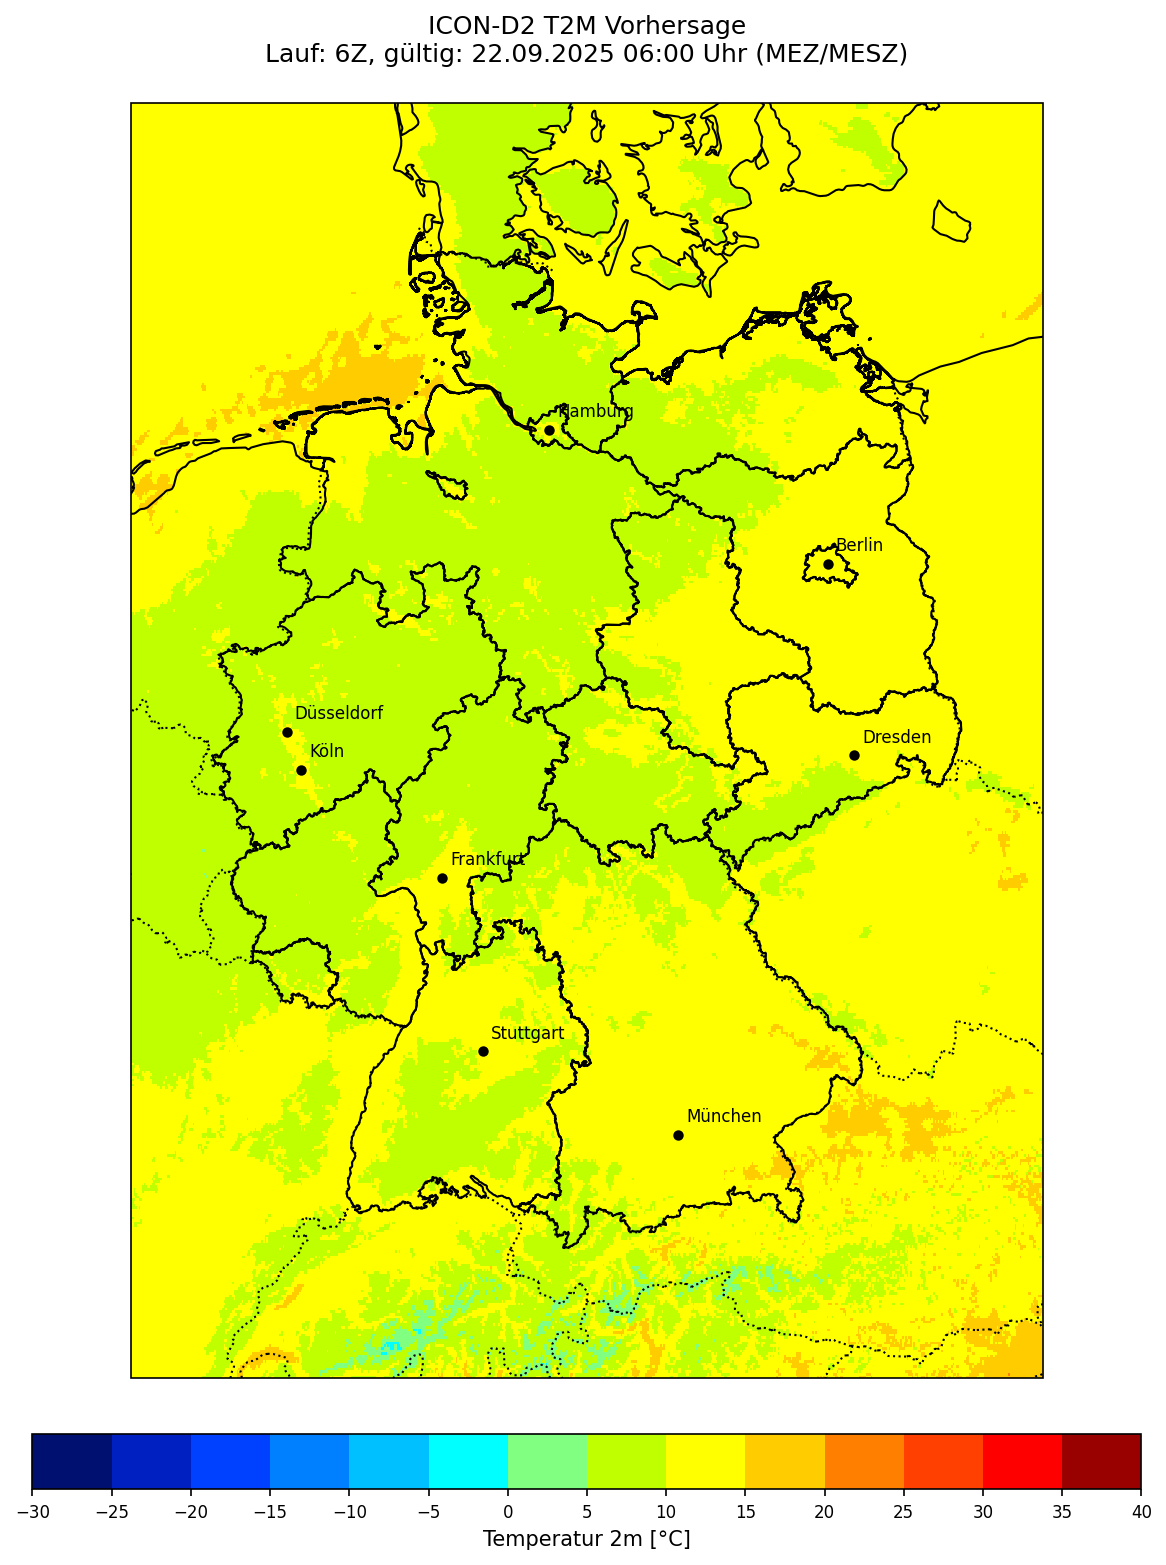 ICON-D2 T2M Vorhersage
Lauf: 6Z, gültig: 22.09.2025 06:00 Uhr (MEZ/MESZ)
Hamburg
Berlin
Düsseldorf
Dresden
Köln
Frankfurt
Stuttgart
München
−30 −25 −20 −15 −10 −5 0 5 10 15 20 25 30 35 40
Temperatur 2m [°C]